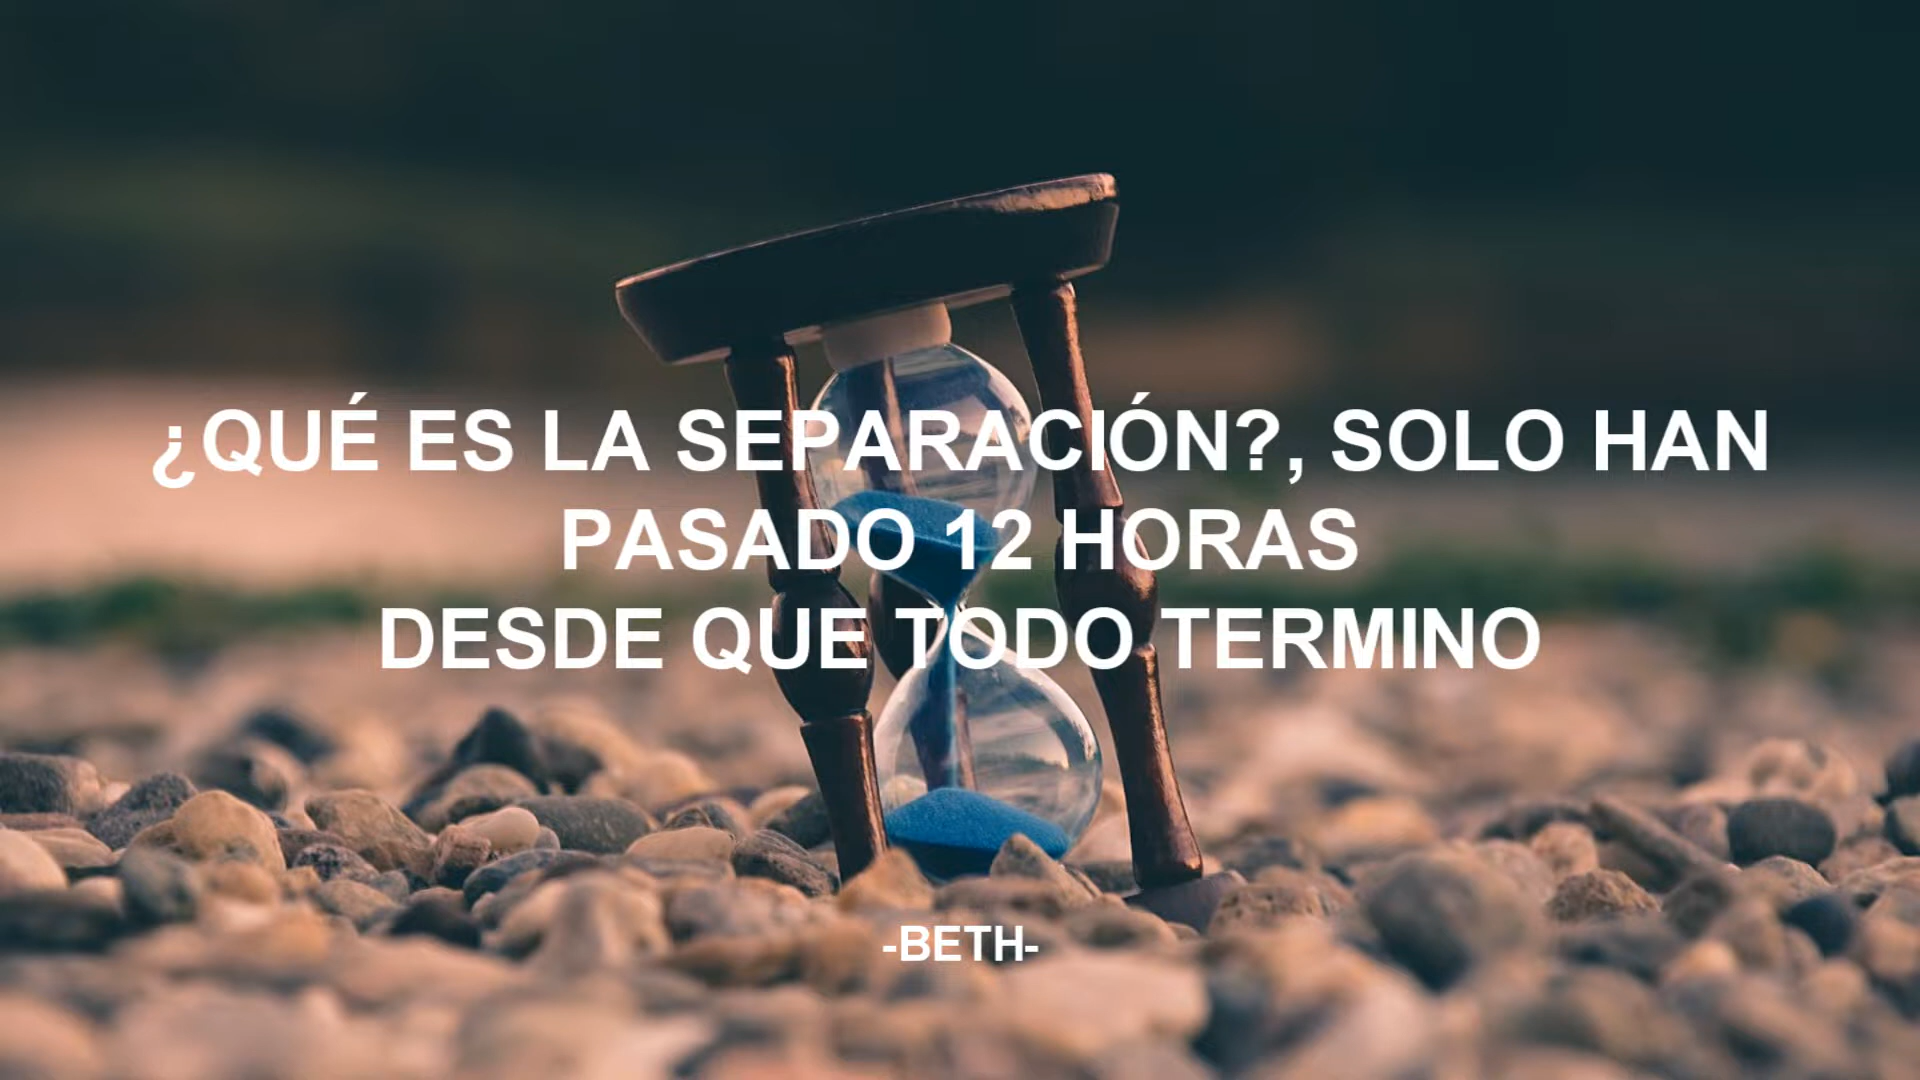 ¿QUÉ ES LA SEPARACIÓN?, SOLO HAN
PASADO 12 HORAS
DESDE QUE TODO TERMINO
-BETH-